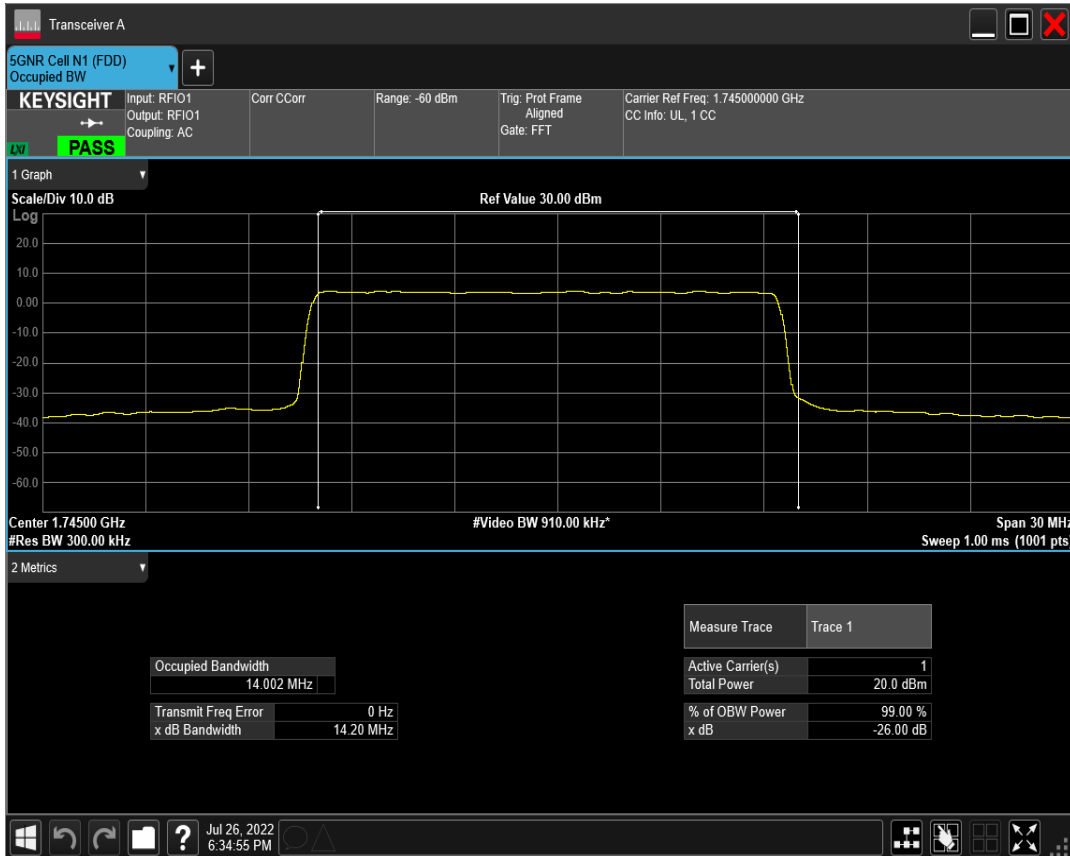 Transceiver A
5GNR Cell N1 (FDD)
Occupied BW
+
KEYSIGHT
LXI
PASS
Input: RFIO1
Output: RFIO1
Coupling: AC
Corr CCorr
Range: -60 dBm
Trig: Prot Frame
Aligned
Gate: FFT
Carrier Ref Freq: 1.745000000 GHz
CC Info: UL, 1 CC
1 Graph
Scale/Div 10.0 dB
Ref Value 30.00 dBm
Log
20.0
10.0
0.00
-10.0
-20.0
-30.0
-40.0
-50.0
-60.0
Center 1.74500 GHz
#Video BW 910.00 kHz*
Span 30 MHz
#Res BW 300.00 kHz
Sweep 1.00 ms (1001 pts)
2 Metrics
Measure Trace Trace 1
Occupied Bandwidth
14.002 MHz
Active Carrier(s) 1
Total Power 20.0 dBm
Transmit Freq Error 0 Hz
x dB Bandwidth 14.20 MHz
% of OBW Power 99.00 %
x dB -26.00 dB
?
Jul 26, 2022
6:34:55 PM